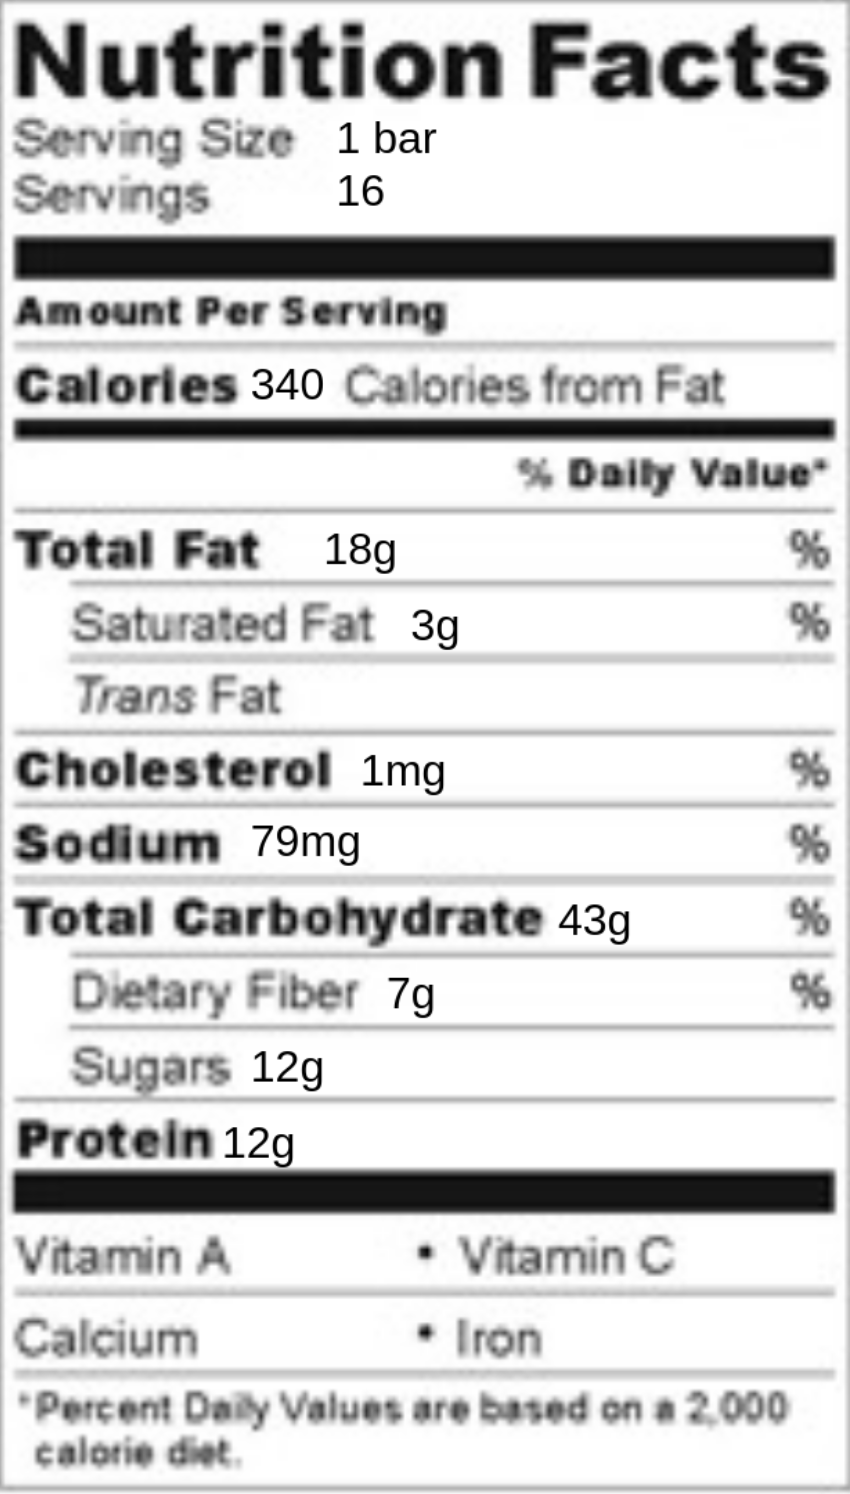 Nutrition Facts
Serving Size 1 bar
Servings 16
Amount Per Serving
Calories 340 Calories from Fat
% Daily Value*
Total Fat 18g %
Saturated Fat 3g %
Trans Fat
Cholesterol 1mg %
Sodium 79mg %
Total Carbohydrate 43g %
Dietary Fiber 7g %
Sugars 12g
Protein 12g
Vitamin A • Vitamin C
Calcium • Iron
*Percent Daily Values are based on a 2,000
calorie diet.